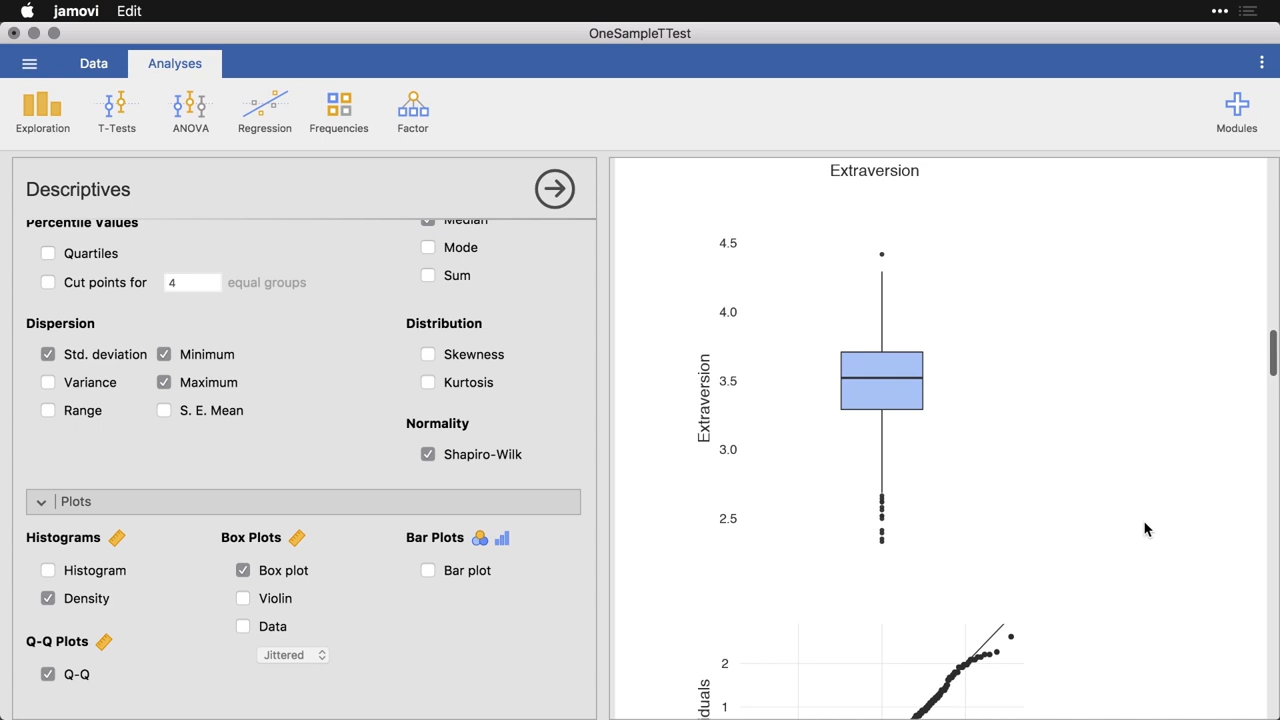 jamovi Edit
OneSampleTTest
Data Analyses
Exploration T-Tests ANOVA Regression Frequencies Factor Modules
Descriptives
Percentile Values
Median
Quartiles
Mode
Cut points for 4 equal groups
Sum
Dispersion
Distribution
Std. deviation Minimum
Skewness
Variance Maximum
Kurtosis
Range S. E. Mean
Normality
Shapiro-Wilk
Plots
Histograms Box Plots Bar Plots
Histogram Box plot Bar plot
Density Violin
Data
Q-Q Plots
Jittered
Q-Q
Extraversion
4.5
4.0
3.5
3.0
2.5
Extraversion
2
1